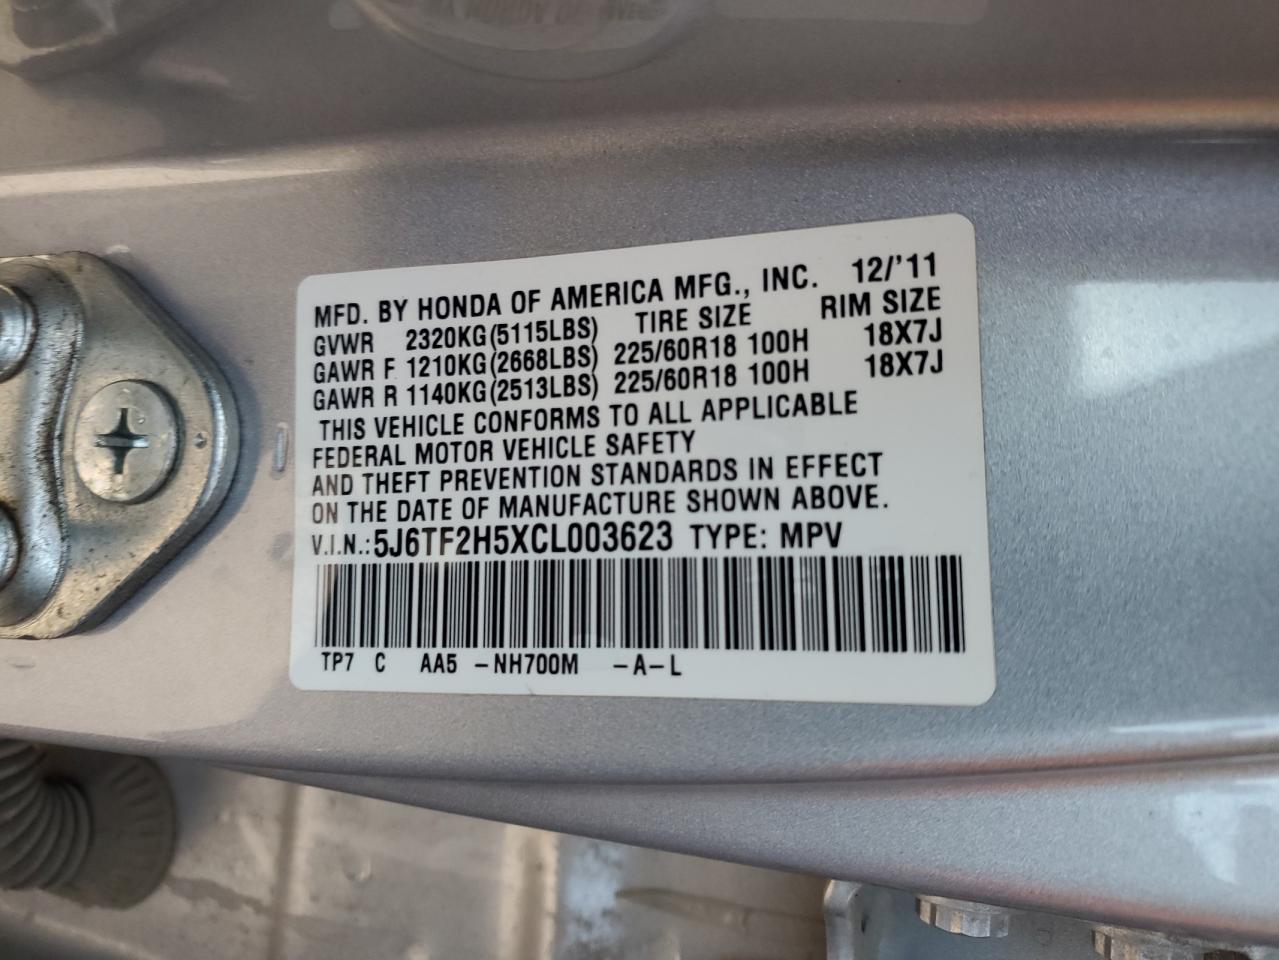 MFD. BY HONDA OF AMERICA MFG., INC. 12/'11
GVWR 2320KG(5115LBS) TIRE SIZE RIM SIZE
GAWR F 1210KG(2668LBS) 225/60R18 100H 18X7J
GAWR R 1140KG(2513LBS) 225/60R18 100H 18X7J
THIS VEHICLE CONFORMS TO ALL APPLICABLE
FEDERAL MOTOR VEHICLE SAFETY
AND THEFT PREVENTION STANDARDS IN EFFECT
ON THE DATE OF MANUFACTURE SHOWN ABOVE.
V.I.N.: 5J6TF2H5XCL003623 TYPE: MPV
TP7 C AA5 -NH700M -A-L